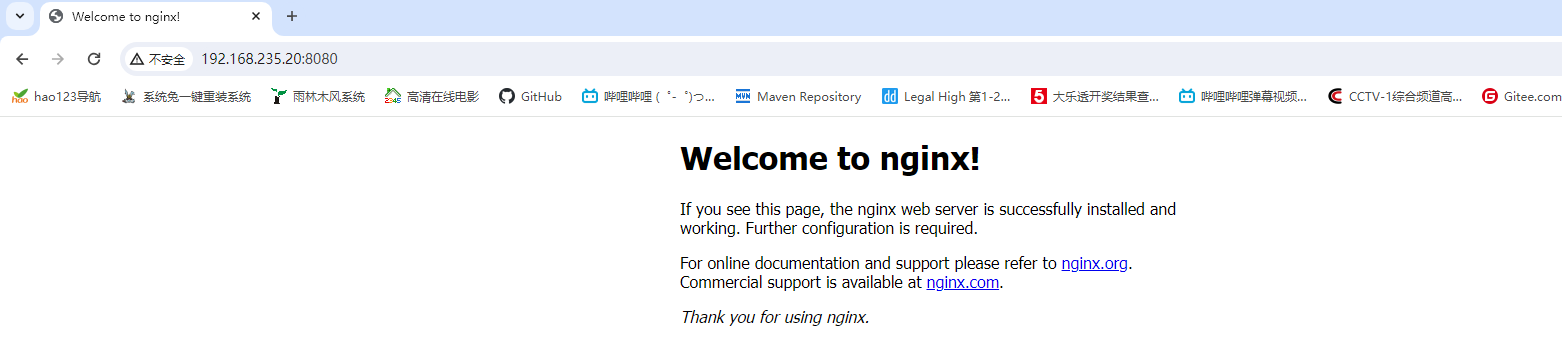 Welcome to nginx!
不安全 192.168.235.20:8080
hao123导航 系统兔一键重装系统 雨林木风系统 2345 高清在线电影 GitHub 哔哩哔哩 ( ゜- ゜)つ... MVN Maven Repository dd Legal High 第1-2... 5 大乐透开奖结果查... 哔哩哔哩弹幕视频... CCTV-1综合频道高... G Gitee.com
Welcome to nginx!
If you see this page, the nginx web server is successfully installed and
working. Further configuration is required.
For online documentation and support please refer to nginx.org.
Commercial support is available at nginx.com.
Thank you for using nginx.